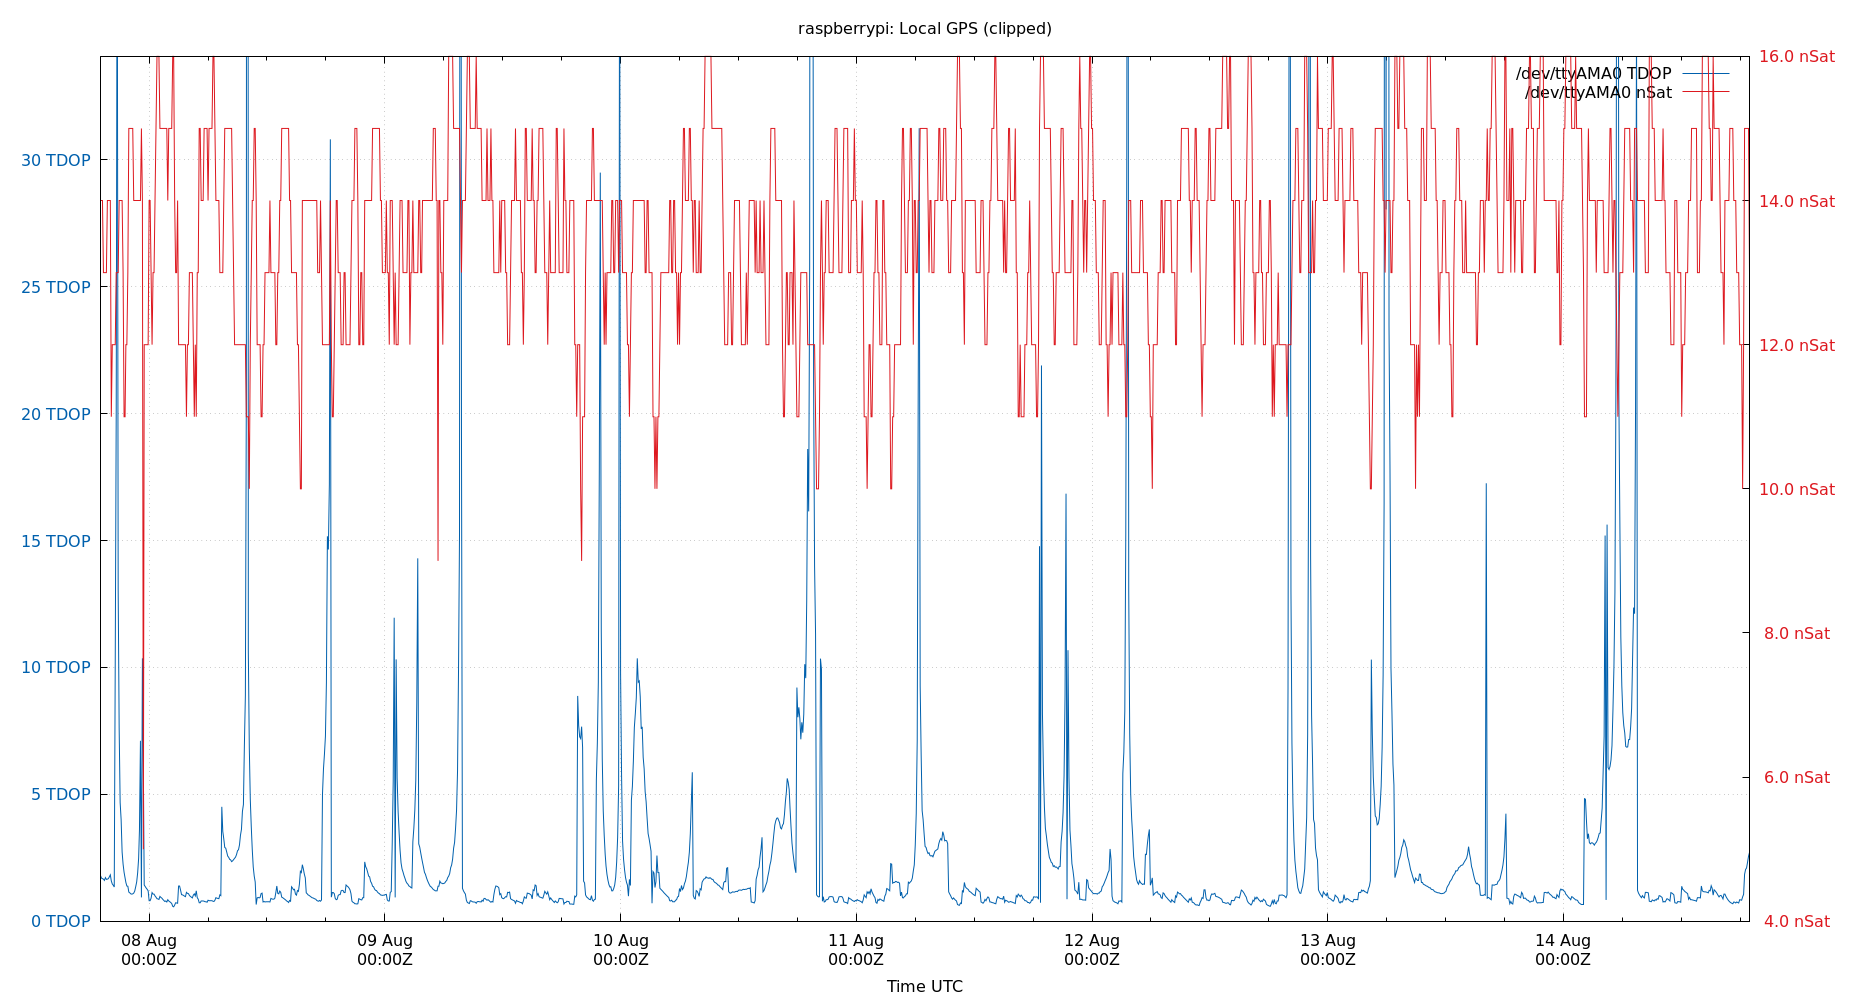 raspberrypi: Local GPS (clipped)
16.0 nSat
/dev/ttyAMA0 TDOP
/dev/ttyAMA0 nSat
30 TDOP
14.0 nSat
25 TDOP
12.0 nSat
20 TDOP
10.0 nSat
15 TDOP
8.0 nSat
10 TDOP
6.0 nSat
5 TDOP
0 TDOP
4.0 nSat
08 Aug 09 Aug 10 Aug 11 Aug 12 Aug 13 Aug 14 Aug
00:00Z 00:00Z 00:00Z 00:00Z 00:00Z 00:00Z 00:00Z
Time UTC